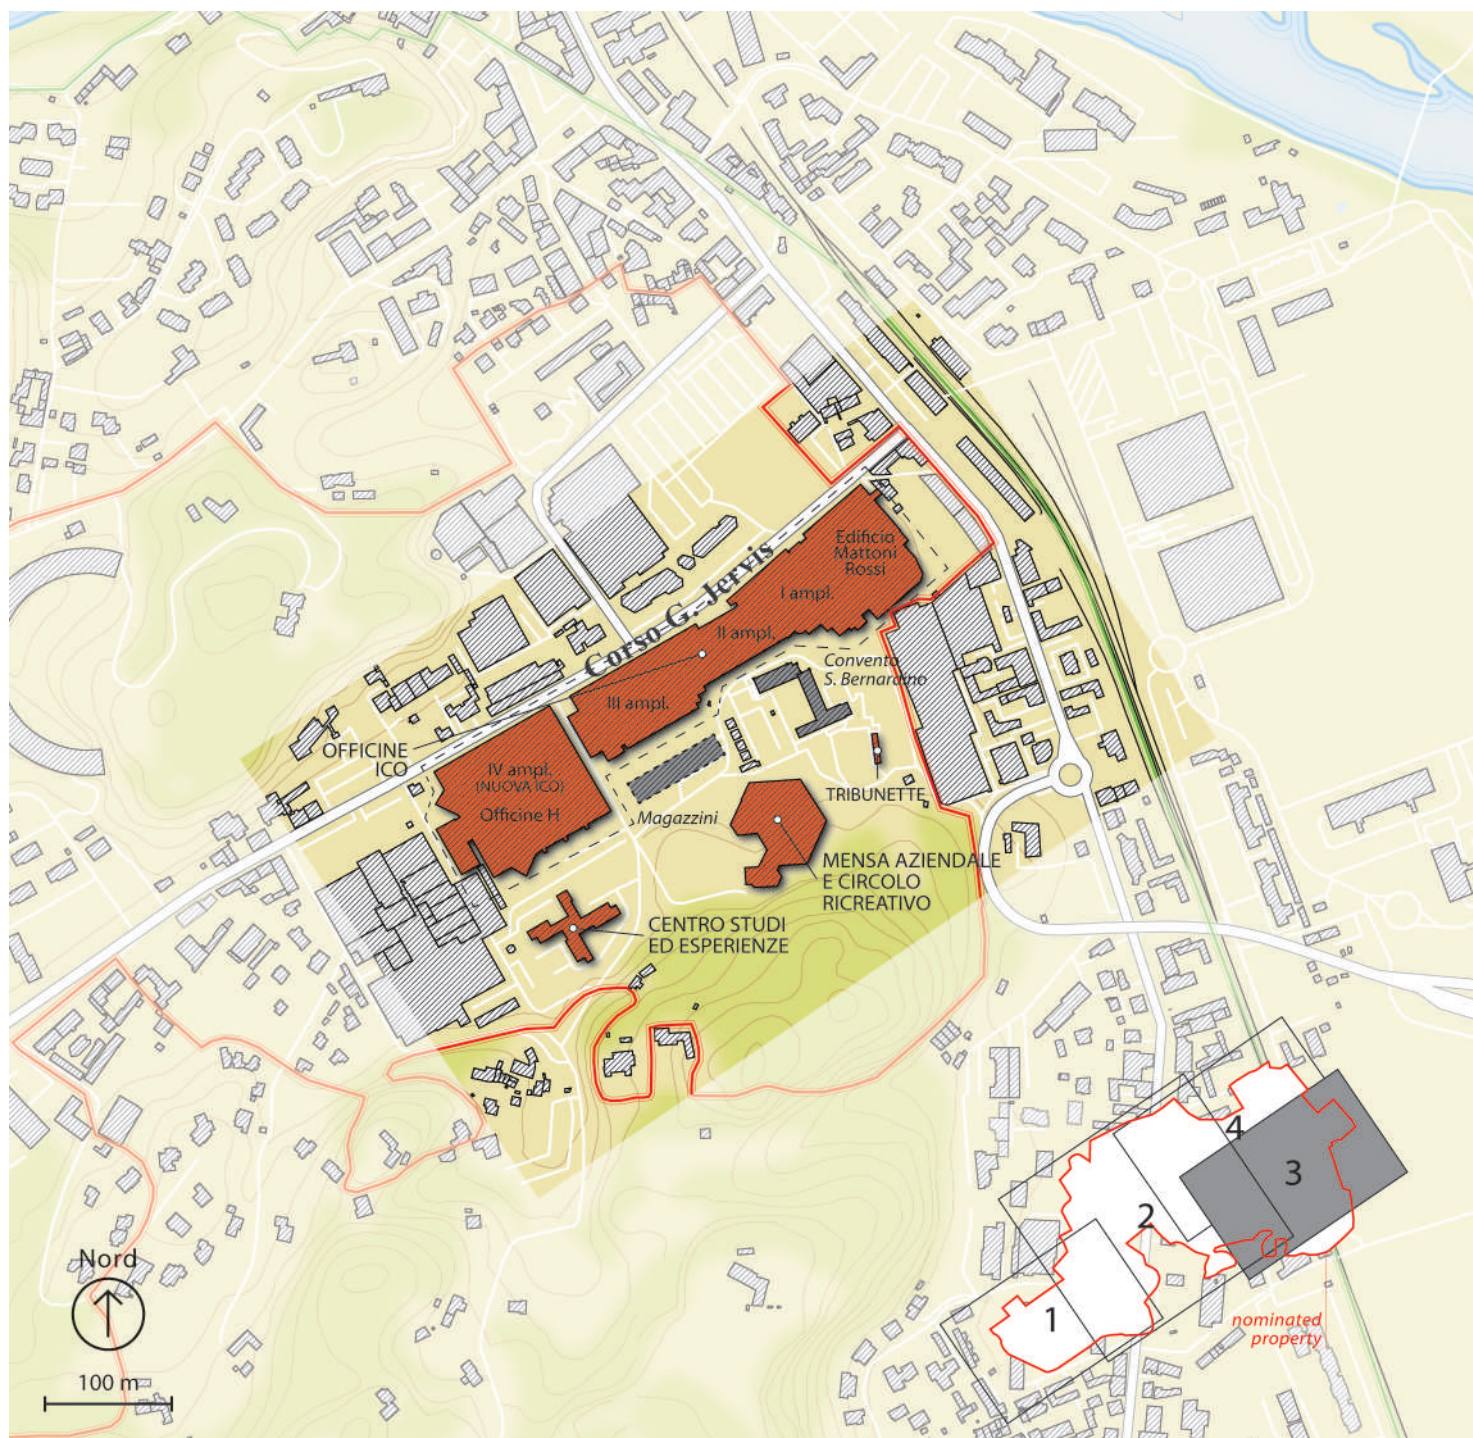 Edificio
Mattoni
Rossi
I ampl.
Corso G. Jervis
II ampl.
Convento
S. Bernardino
III ampl.
OFFICINE
ICO
IV ampl.
(NUOVA ICO)
Officine H
TRIBUNETTE
Magazzini
MENSA AZIENDALE
E CIRCOLO
RICREATIVO
CENTRO STUDI
ED ESPERIENZE
4
3
2
1
nominated
property
Nord
100 m